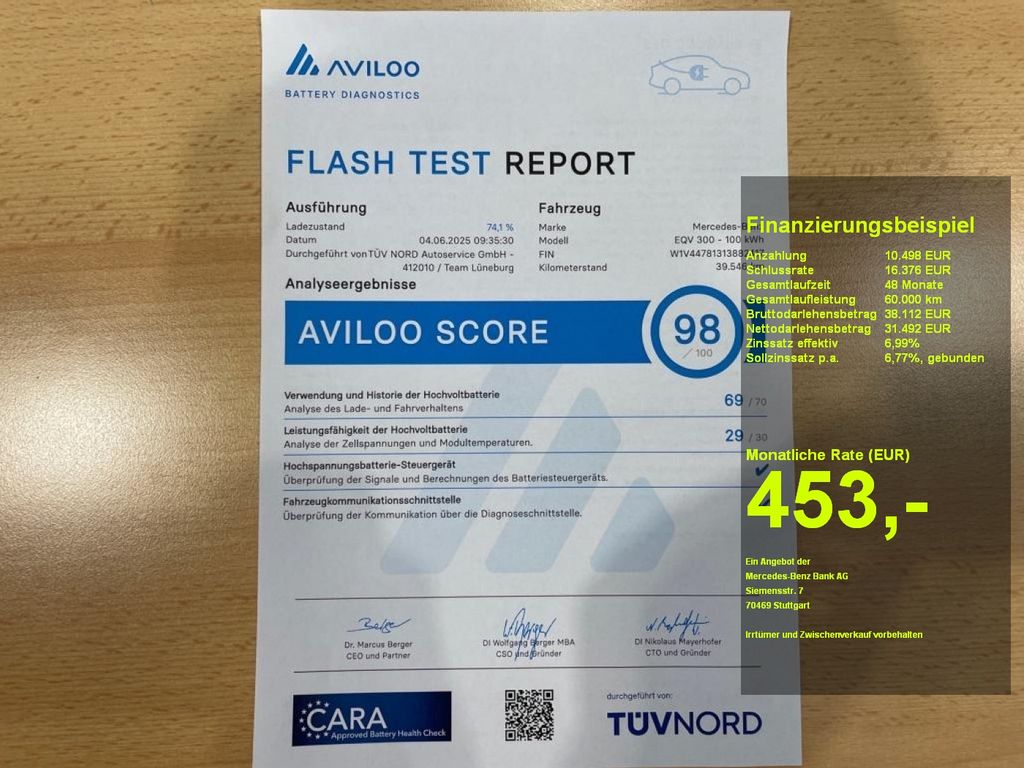 AVILOO
BATTERY DIAGNOSTICS
FLASH TEST REPORT
Ausführung
Ladezustand 74,1 %
Datum 04.06.2025 09:35:30
Durchgeführt von TÜV NORD Autoservice GmbH -
412010 / Team Lüneburg
Fahrzeug
Marke Mercedes-
Modell EQV 300 - 100 kWh
FIN
Kilometerstand
Analyseergebnisse
AVILOO SCORE 98 / 100
Verwendung und Historie der Hochvoltbatterie
Analyse des Lade- und Fahrverhaltens
69 / 70
Leistungsfähigkeit der Hochvoltbatterie
Analyse der Zellspannungen und Modultemperaturen.
29 / 30
Hochspannungsbatterie-Steuergerät
Überprüfung der Signale und Berechnungen des Batteriesteuergeräts.
Fahrzeugkommunikationsschnittstelle
Überprüfung der Kommunikation über die Diagnoseschnittstelle.
Dr. Marcus Berger
CEO und Partner
DI Wolfgang Berger MBA
CSO und Gründer
DI Nikolaus Mayerhofer
CTO und Gründer
CARA
Approved Battery Health Check
durchgeführt von:
TÜVNORD
Finanzierungsbeispiel
Anzahlung 10.498 EUR
Schlussrate 16.376 EUR
Gesamtlaufzeit 48 Monate
Gesamtlaufleistung 60.000 km
Bruttodarlehensbetrag 38.112 EUR
Nettodarlehensbetrag 31.492 EUR
Zinssatz effektiv 6,99%
Sollzinssatz p.a. 6,77%, gebunden
Monatliche Rate (EUR)
453,-
Ein Angebot der
Mercedes-Benz Bank AG
Siemensstr. 7
70469 Stuttgart
Irrtümer und Zwischenverkauf vorbehalten